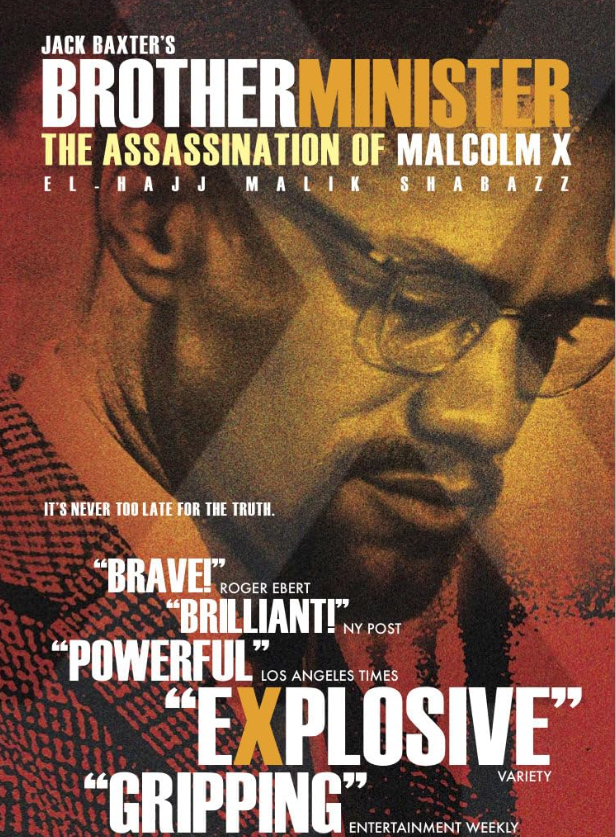 JACK BAXTER'S
BROTHERMINISTER
THE ASSASSINATION OF MALCOLM X
EL-HAJJ MALIK SHABAZZ
IT'S NEVER TOO LATE FOR THE TRUTH.
“BRAVE!” ROGER EBERT
“BRILLIANT!” NY POST
“POWERFUL” LOS ANGELES TIMES
“EXPLOSIVE”
VARIETY
“GRIPPING” ENTERTAINMENT WEEKLY